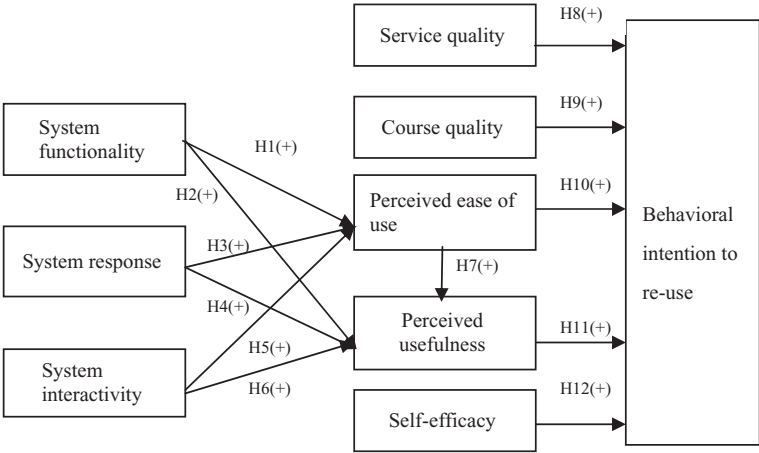 Service quality
H8(+)
Course quality
H9(+)
System
functionality
H1(+)
H2(+)
Perceived ease of
use
H10(+)
System response
H3(+)
H4(+)
H7(+)
Behavioral
intention to
re-use
System
interactivity
H5(+)
H6(+)
Perceived
usefulness
H11(+)
Self-efficacy
H12(+)